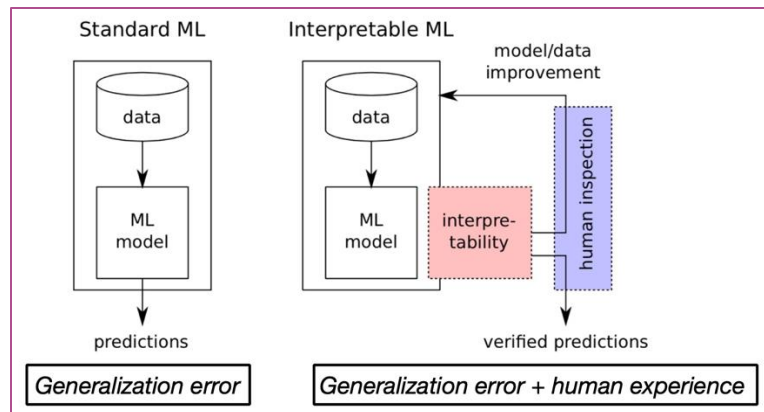 Standard ML
data
ML
model
predictions
Generalization error
Interpretable ML
model/data
improvement
data
ML
model
interpre-
tability
human inspection
verified predictions
Generalization error + human experience